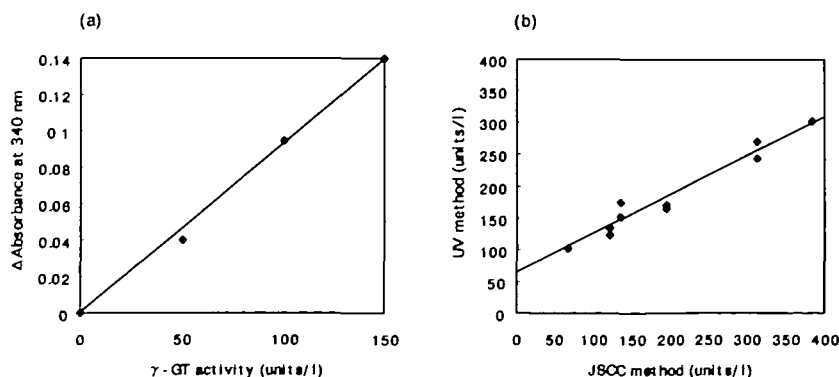 (a)
Δ Absorbance at 340 nm
0.14
0.12
0.1
0.08
0.06
0.04
0.02
0
0 50 100 150
γ-GT activity (units/l)
(b)
UV method (units/l)
400
350
300
250
200
150
100
50
0
0 50 100 150 200 250 300 350 400
JSCC method (units/l)